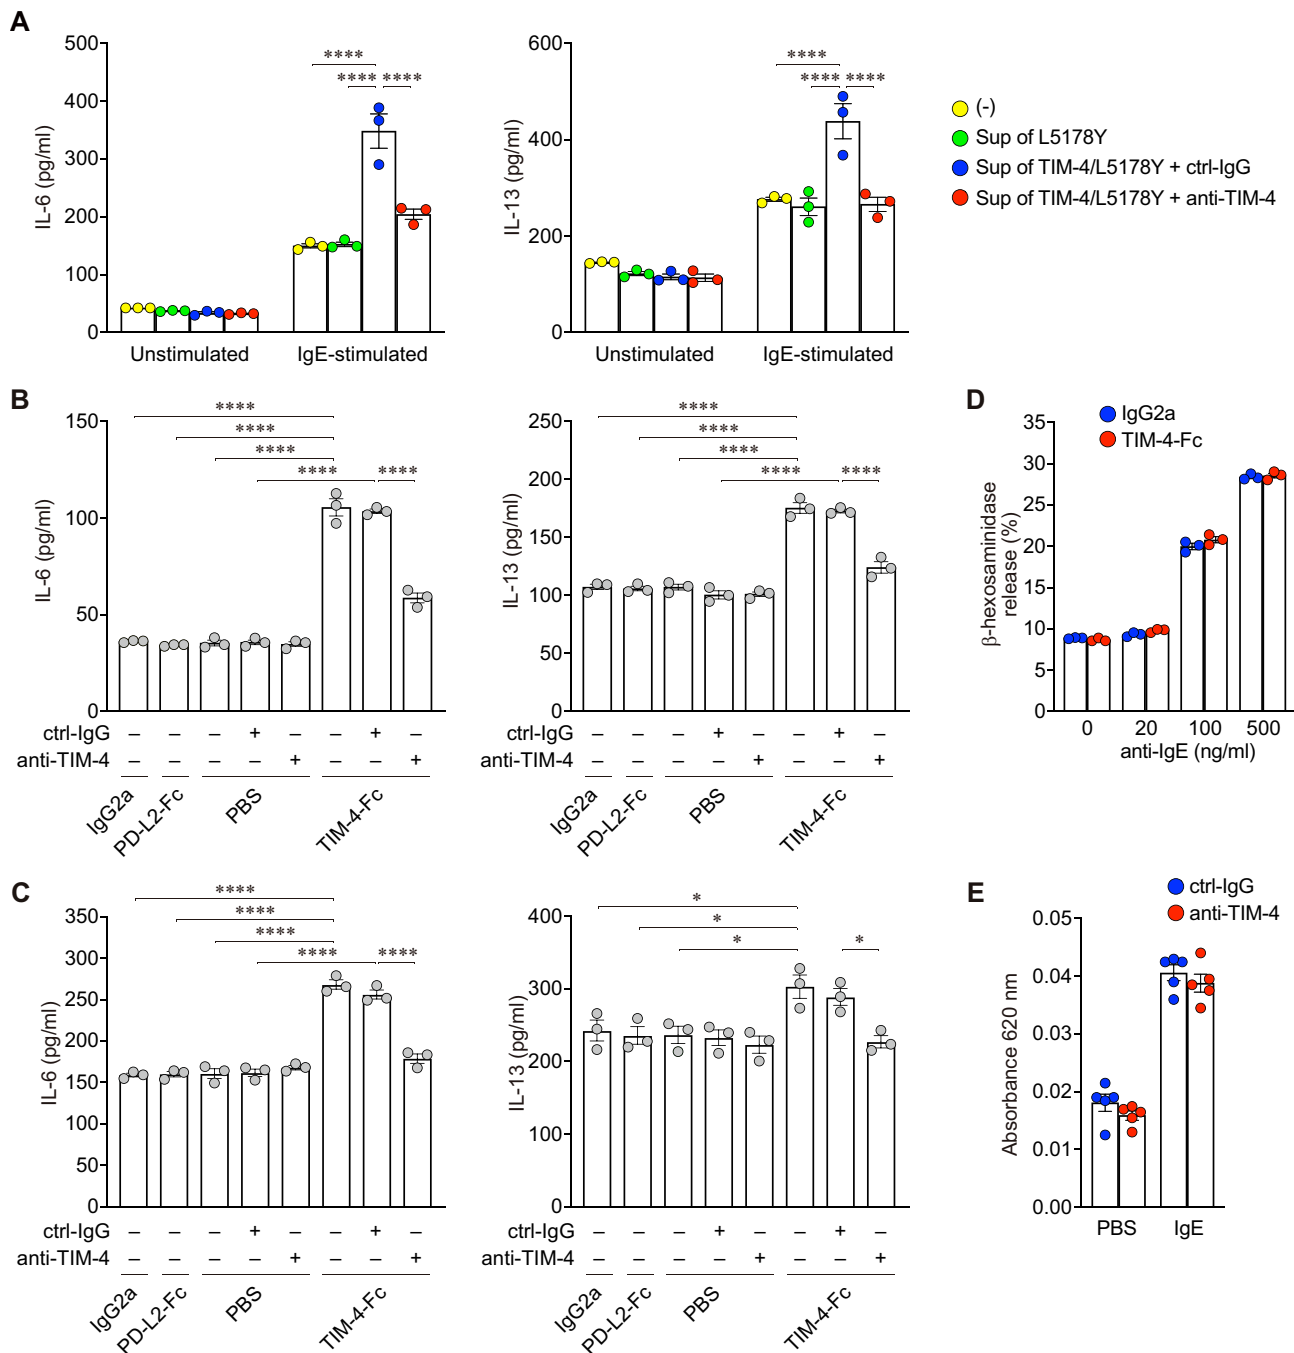 A
500
400
300
200
100
0
IL-6 (pg/ml)
**** 
**** ****
Unstimulated
IgE-stimulated
600
400
200
0
IL-13 (pg/ml)
****
**** ****
Unstimulated
IgE-stimulated
(-)
Sup of L5178Y
Sup of TIM-4/L5178Y + ctrl-IgG
Sup of TIM-4/L5178Y + anti-TIM-4
B
150
100
50
0
IL-6 (pg/ml)
****
****
****
**** ****
ctrl-IgG – – – + – – + –
anti-TIM-4 – – – – + – – +
IgG2a
PD-L2-Fc
PBS
TIM-4-Fc
250
200
150
100
50
0
IL-13 (pg/ml)
****
****
****
**** ****
ctrl-IgG – – – + – – + –
anti-TIM-4 – – – – + – – +
IgG2a
PD-L2-Fc
PBS
TIM-4-Fc
D
IgG2a
TIM-4-Fc
35
30
25
20
15
10
5
0
β-hexosaminidase
release (%)
0 20 100 500
anti-IgE (ng/ml)
C
350
300
250
200
150
100
50
0
IL-6 (pg/ml)
****
****
****
**** ****
ctrl-IgG – – – + – – + –
anti-TIM-4 – – – – + – – +
IgG2a
PD-L2-Fc
PBS
TIM-4-Fc
400
300
200
100
0
IL-13 (pg/ml)
*
*
* *
ctrl-IgG – – – + – – + –
anti-TIM-4 – – – – + – – +
IgG2a
PD-L2-Fc
PBS
TIM-4-Fc
E
ctrl-IgG
anti-TIM-4
0.05
0.04
0.03
0.02
0.01
0.00
Absorbance 620 nm
PBS IgE